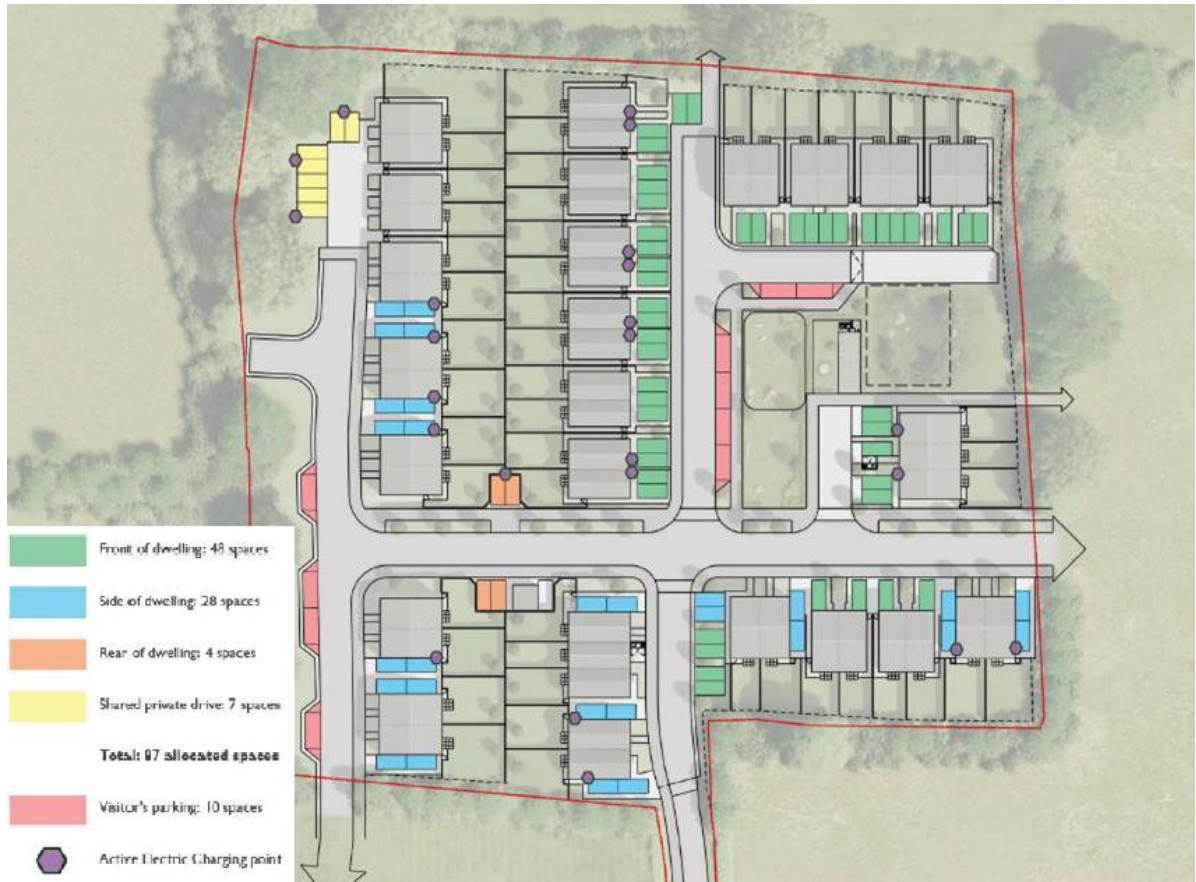 Front of dwelling: 48 spaces
Side of dwelling: 28 spaces
Rear of dwelling: 4 spaces
Shared private drive: 7 spaces
Total: 87 allocated spaces
Visitor's parking: 10 spaces
Active Electric Charging point